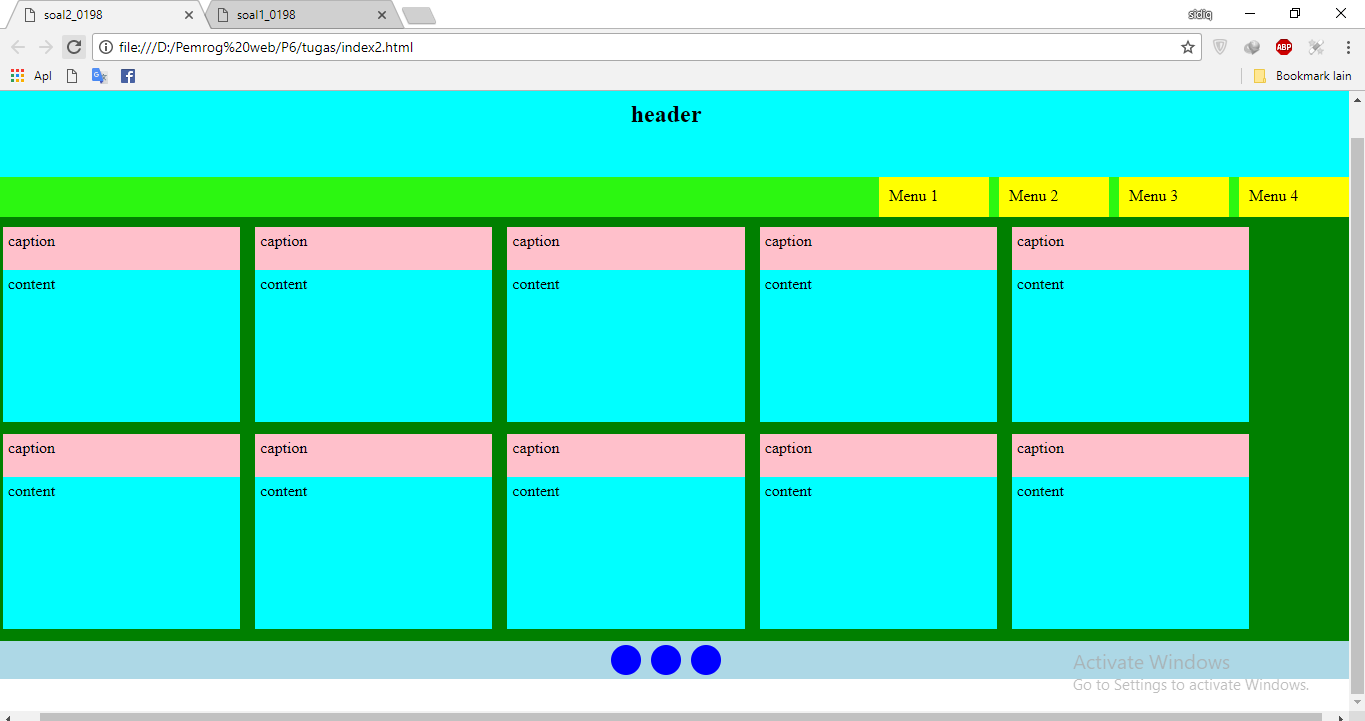 soal2_0198 soal1_0198 sidiq
file:///D:/Pemrog%20web/P6/tugas/index2.html ABP
Apl Bookmark lain
header
Menu 1 Menu 2 Menu 3 Menu 4
caption caption caption caption caption
content content content content content
caption caption caption caption caption
content content content content content
Activate Windows
Go to Settings to activate Windows.